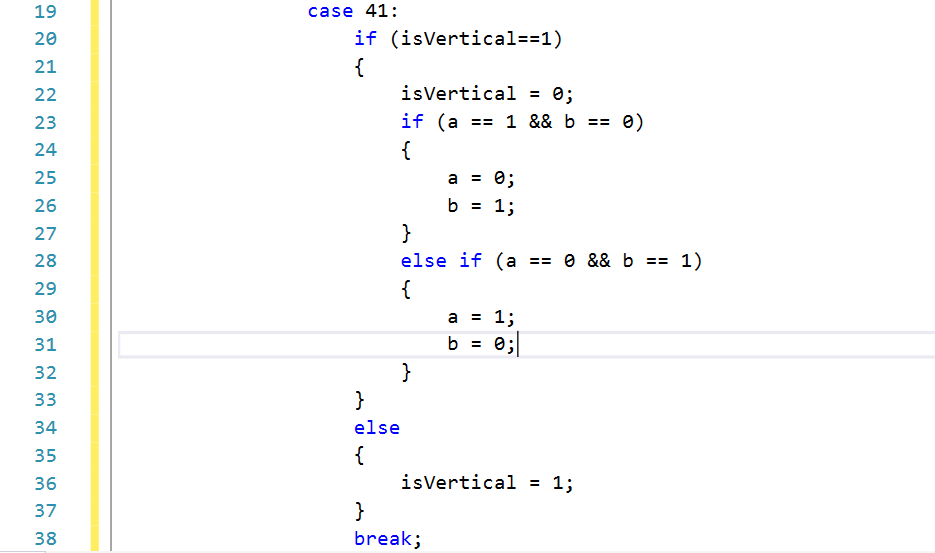 19 case 41:
20 if (isVertical==1)
21 {
22 isVertical = 0;
23 if (a == 1 && b == 0)
24 {
25 a = 0;
26 b = 1;
27 }
28 else if (a == 0 && b == 1)
29 {
30 a = 1;
31 b = 0;
32 }
33 }
34 else
35 {
36 isVertical = 1;
37 }
38 break;